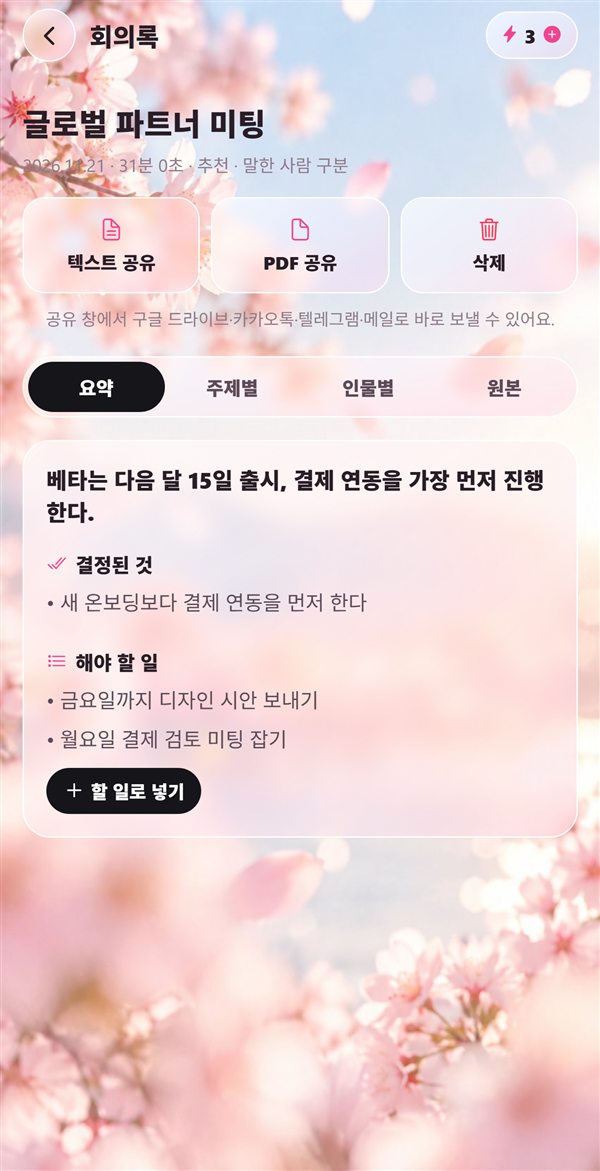 회의록
3
글로벌 파트너 미팅
2026.11.21 · 31분 0초 · 추천 · 말한 사람 구분
텍스트 공유
PDF 공유
삭제
공유 창에서 구글 드라이브·카카오톡·텔레그램·메일로 바로 보낼 수 있어요.
요약
주제별
인물별
원본
베타는 다음 달 15일 출시, 결제 연동을 가장 먼저 진행
한다.
결정된 것
• 새 온보딩보다 결제 연동을 먼저 한다
해야 할 일
• 금요일까지 디자인 시안 보내기
• 월요일 결제 검토 미팅 잡기
+ 할 일로 넣기